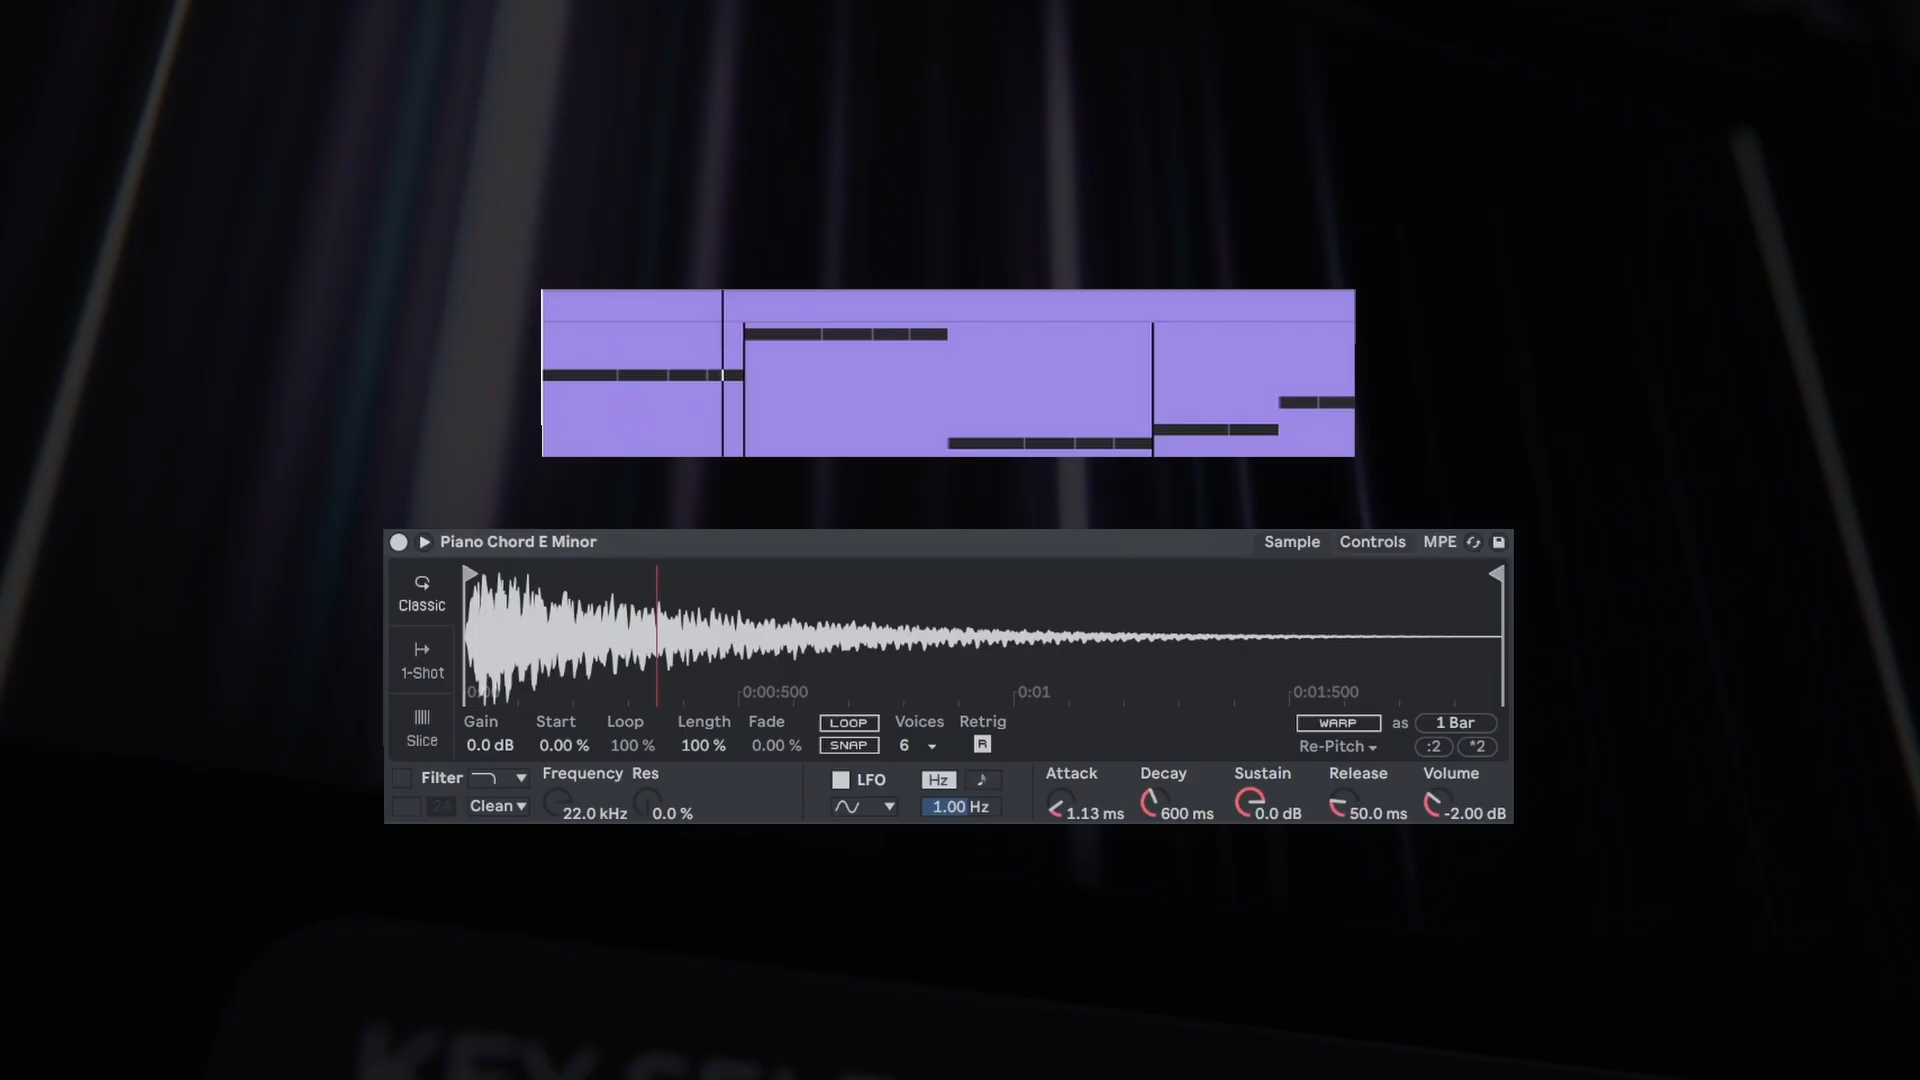 Piano Chord E Minor Sample Controls MPE
Classic
1-Shot
Slice
0:00 0:00:500 0:01 0:01:500
Gain Start Loop Length Fade LOOP Voices Retrig WARP as 1 Bar
0.0 dB 0.00 % 100 % 100 % 0.00 % SNAP 6 R Re-Pitch :2 *2
Filter Frequency Res LFO Hz Attack Decay Sustain Release Volume
24 Clean 22.0 kHz 0.0 % 1.00 Hz 1.13 ms 600 ms 0.0 dB 50.0 ms -2.00 dB
KEY